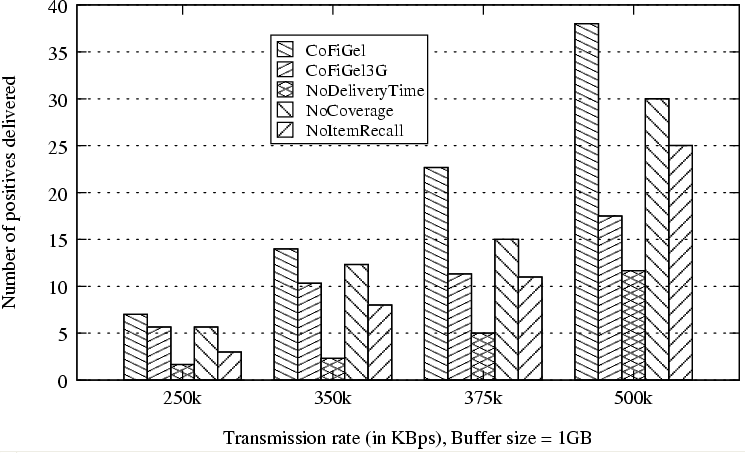 Number of positives delivered
40
35
30
25
20
15
10
5
0
CoFiGel
CoFiGel3G
NoDeliveryTime
NoCoverage
NoItemRecall
250k 350k 375k 500k
Transmission rate (in KBps), Buffer size = 1GB